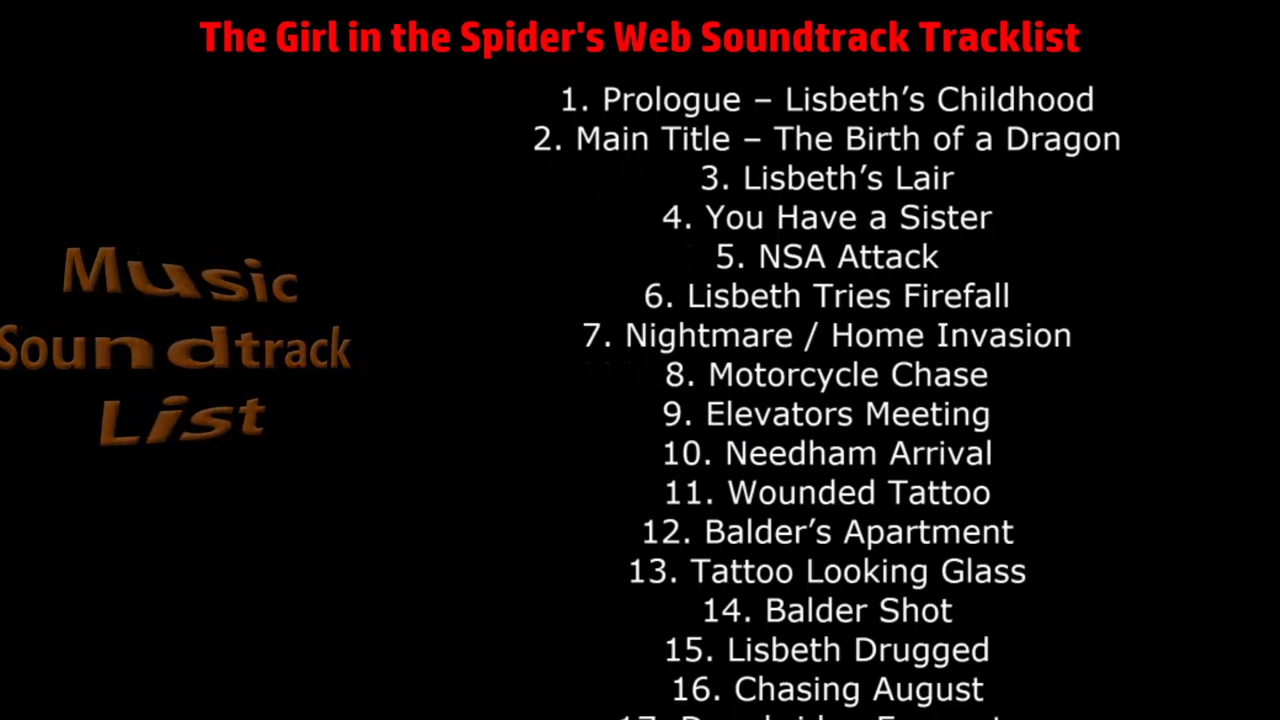 The Girl in the Spider's Web Soundtrack Tracklist
1. Prologue – Lisbeth’s Childhood
2. Main Title – The Birth of a Dragon
3. Lisbeth’s Lair
4. You Have a Sister
5. NSA Attack
6. Lisbeth Tries Firefall
7. Nightmare / Home Invasion
8. Motorcycle Chase
9. Elevators Meeting
10. Needham Arrival
11. Wounded Tattoo
12. Balder’s Apartment
13. Tattoo Looking Glass
14. Balder Shot
15. Lisbeth Drugged
16. Chasing August
17.
Music
Soundtrack
List